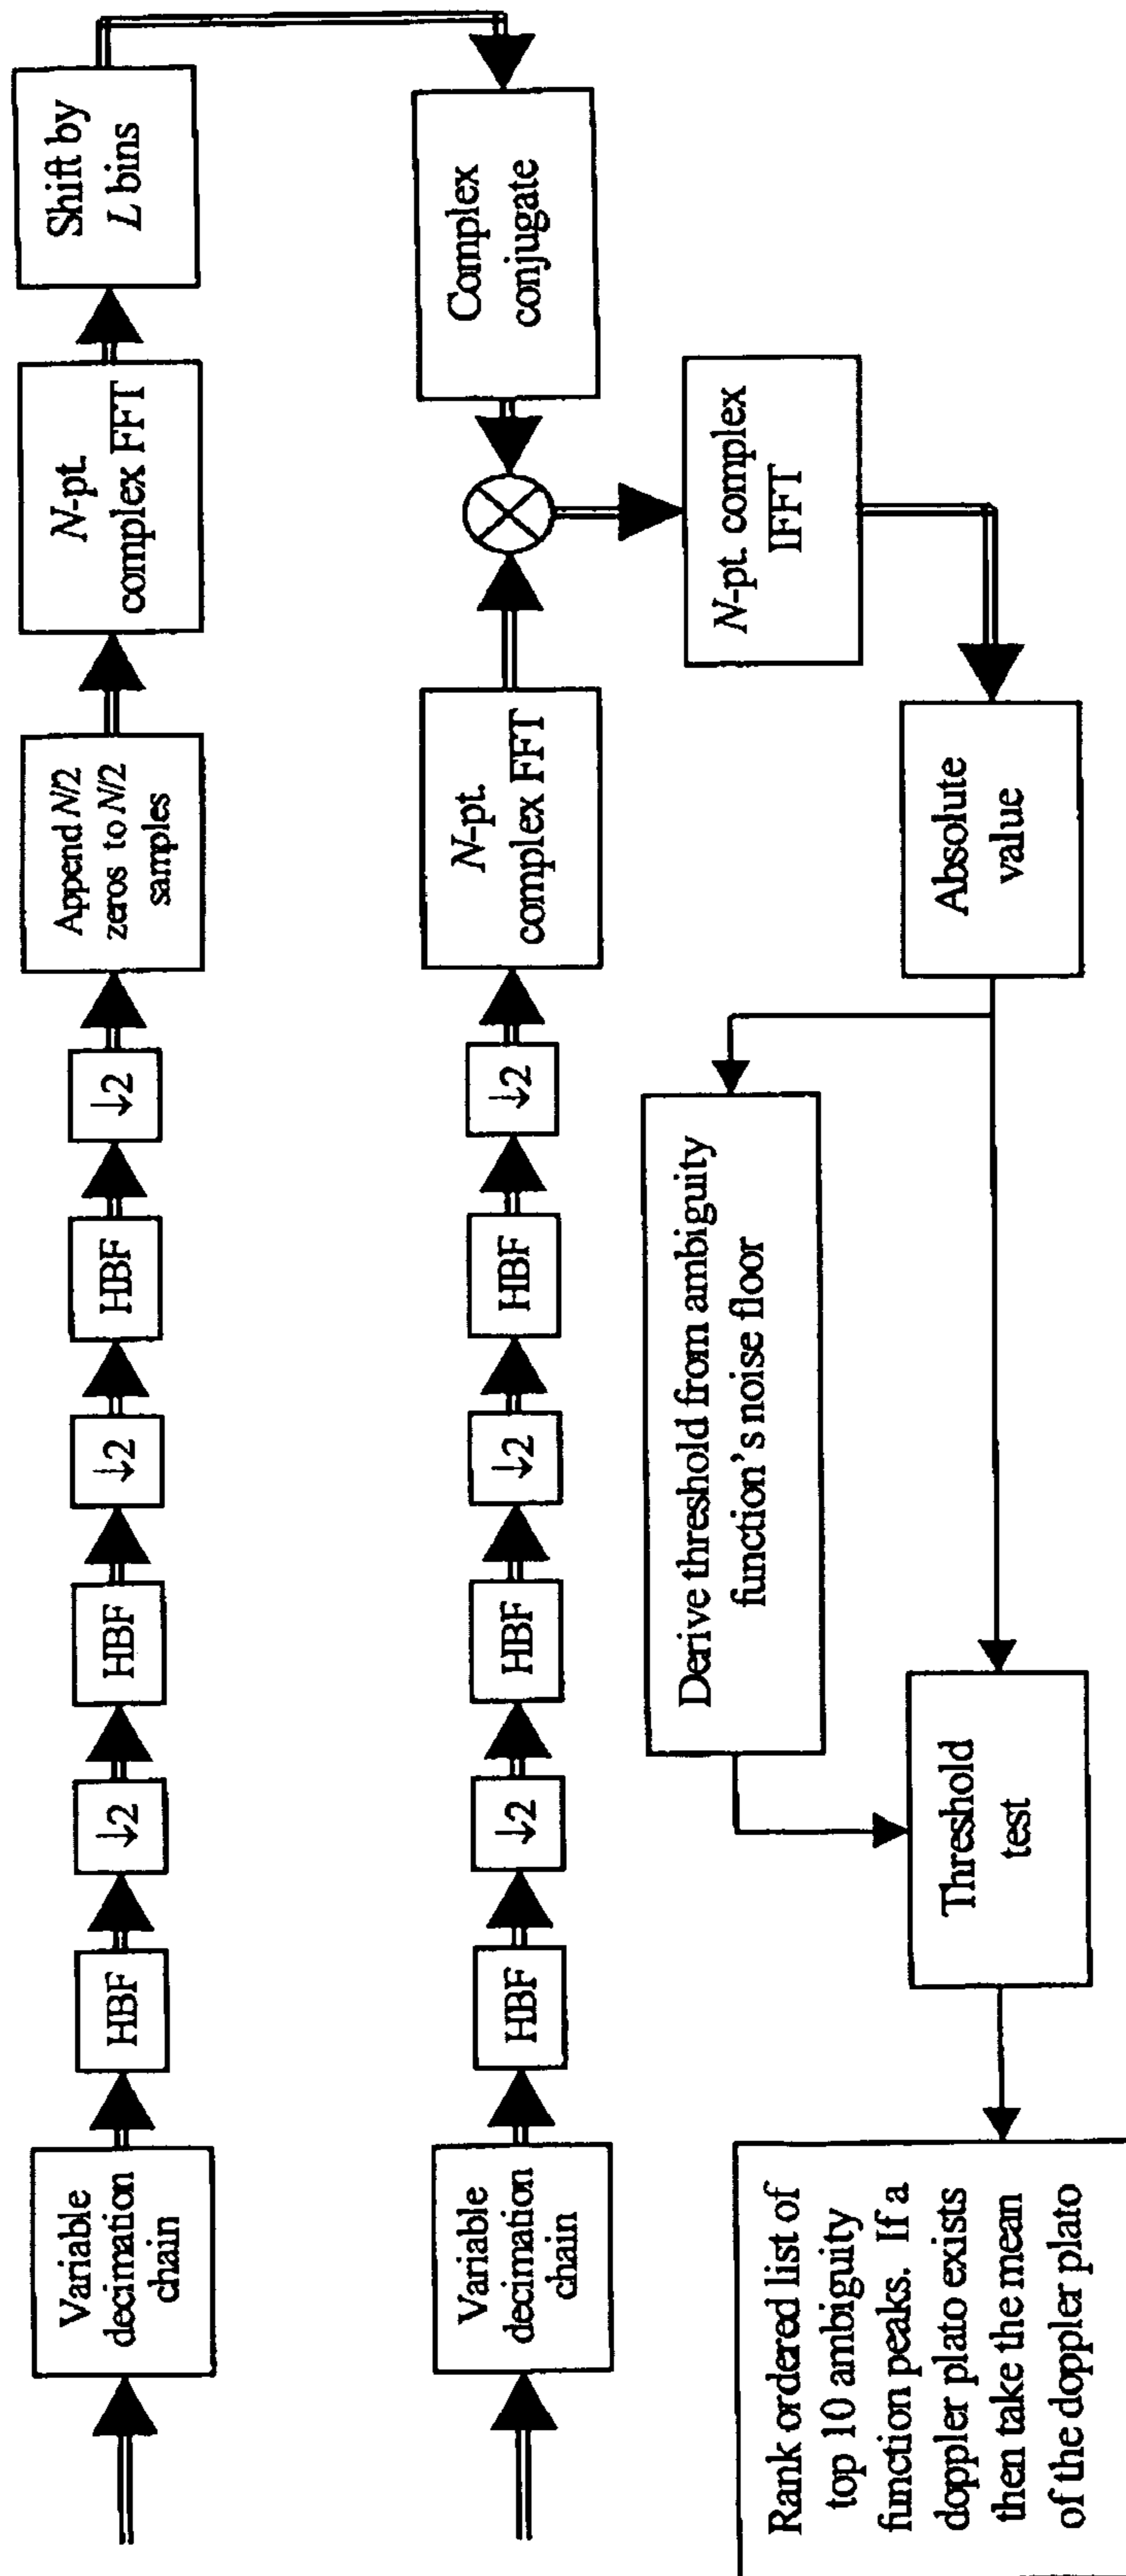 Variable
decimation
chain
HBF
↓2
HBF
↓2
HBF
↓2
Append N/2
zeros to N/2
samples
N-pt.
complex FFT
Shift by
L bins
Variable
decimation
chain
HBF
↓2
HBF
↓2
HBF
↓2
N-pt.
complex FFT
Complex
conjugate
N-pt. complex
IFFT
Absolute
value
Derive threshold from ambiguity
function's noise floor
Threshold
test
Rank ordered list of
top 10 ambiguity
function peaks. If a
doppler plato exists
then take the mean
of the doppler plato